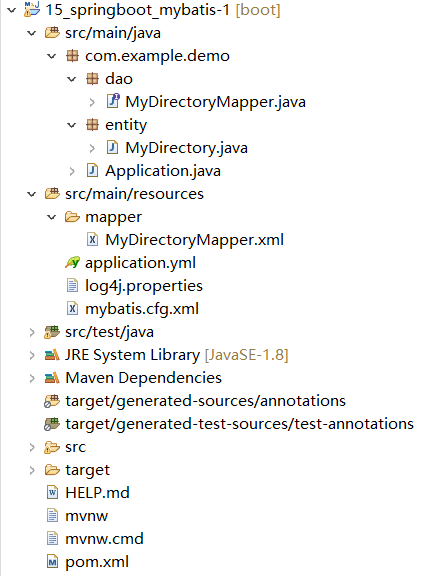 15_springboot_mybatis-1 [boot]
src/main/java
com.example.demo
dao
MyDirectoryMapper.java
entity
MyDirectory.java
Application.java
src/main/resources
mapper
MyDirectoryMapper.xml
application.yml
log4j.properties
mybatis.cfg.xml
src/test/java
JRE System Library [JavaSE-1.8]
Maven Dependencies
target/generated-sources/annotations
target/generated-test-sources/test-annotations
src
target
HELP.md
mvnw
mvnw.cmd
pom.xml